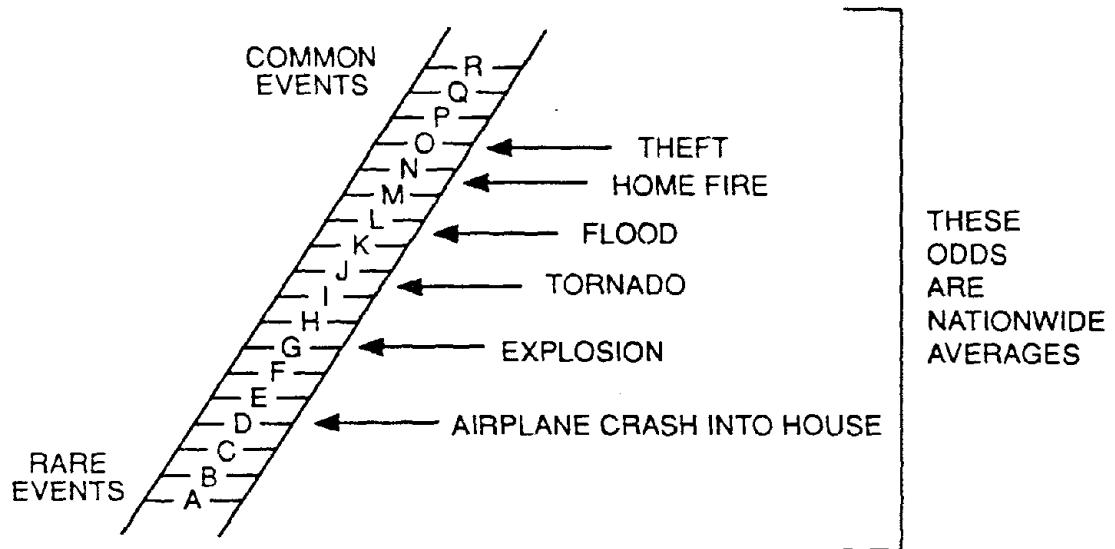 COMMON
EVENTS
R
Q
P
O
THEFT
N
HOME FIRE
M
L
FLOOD
K
J
TORNADO
I
H
G
EXPLOSION
F
E
D
AIRPLANE CRASH INTO HOUSE
C
B
A
RARE
EVENTS
THESE
ODDS
ARE
NATIONWIDE
AVERAGES